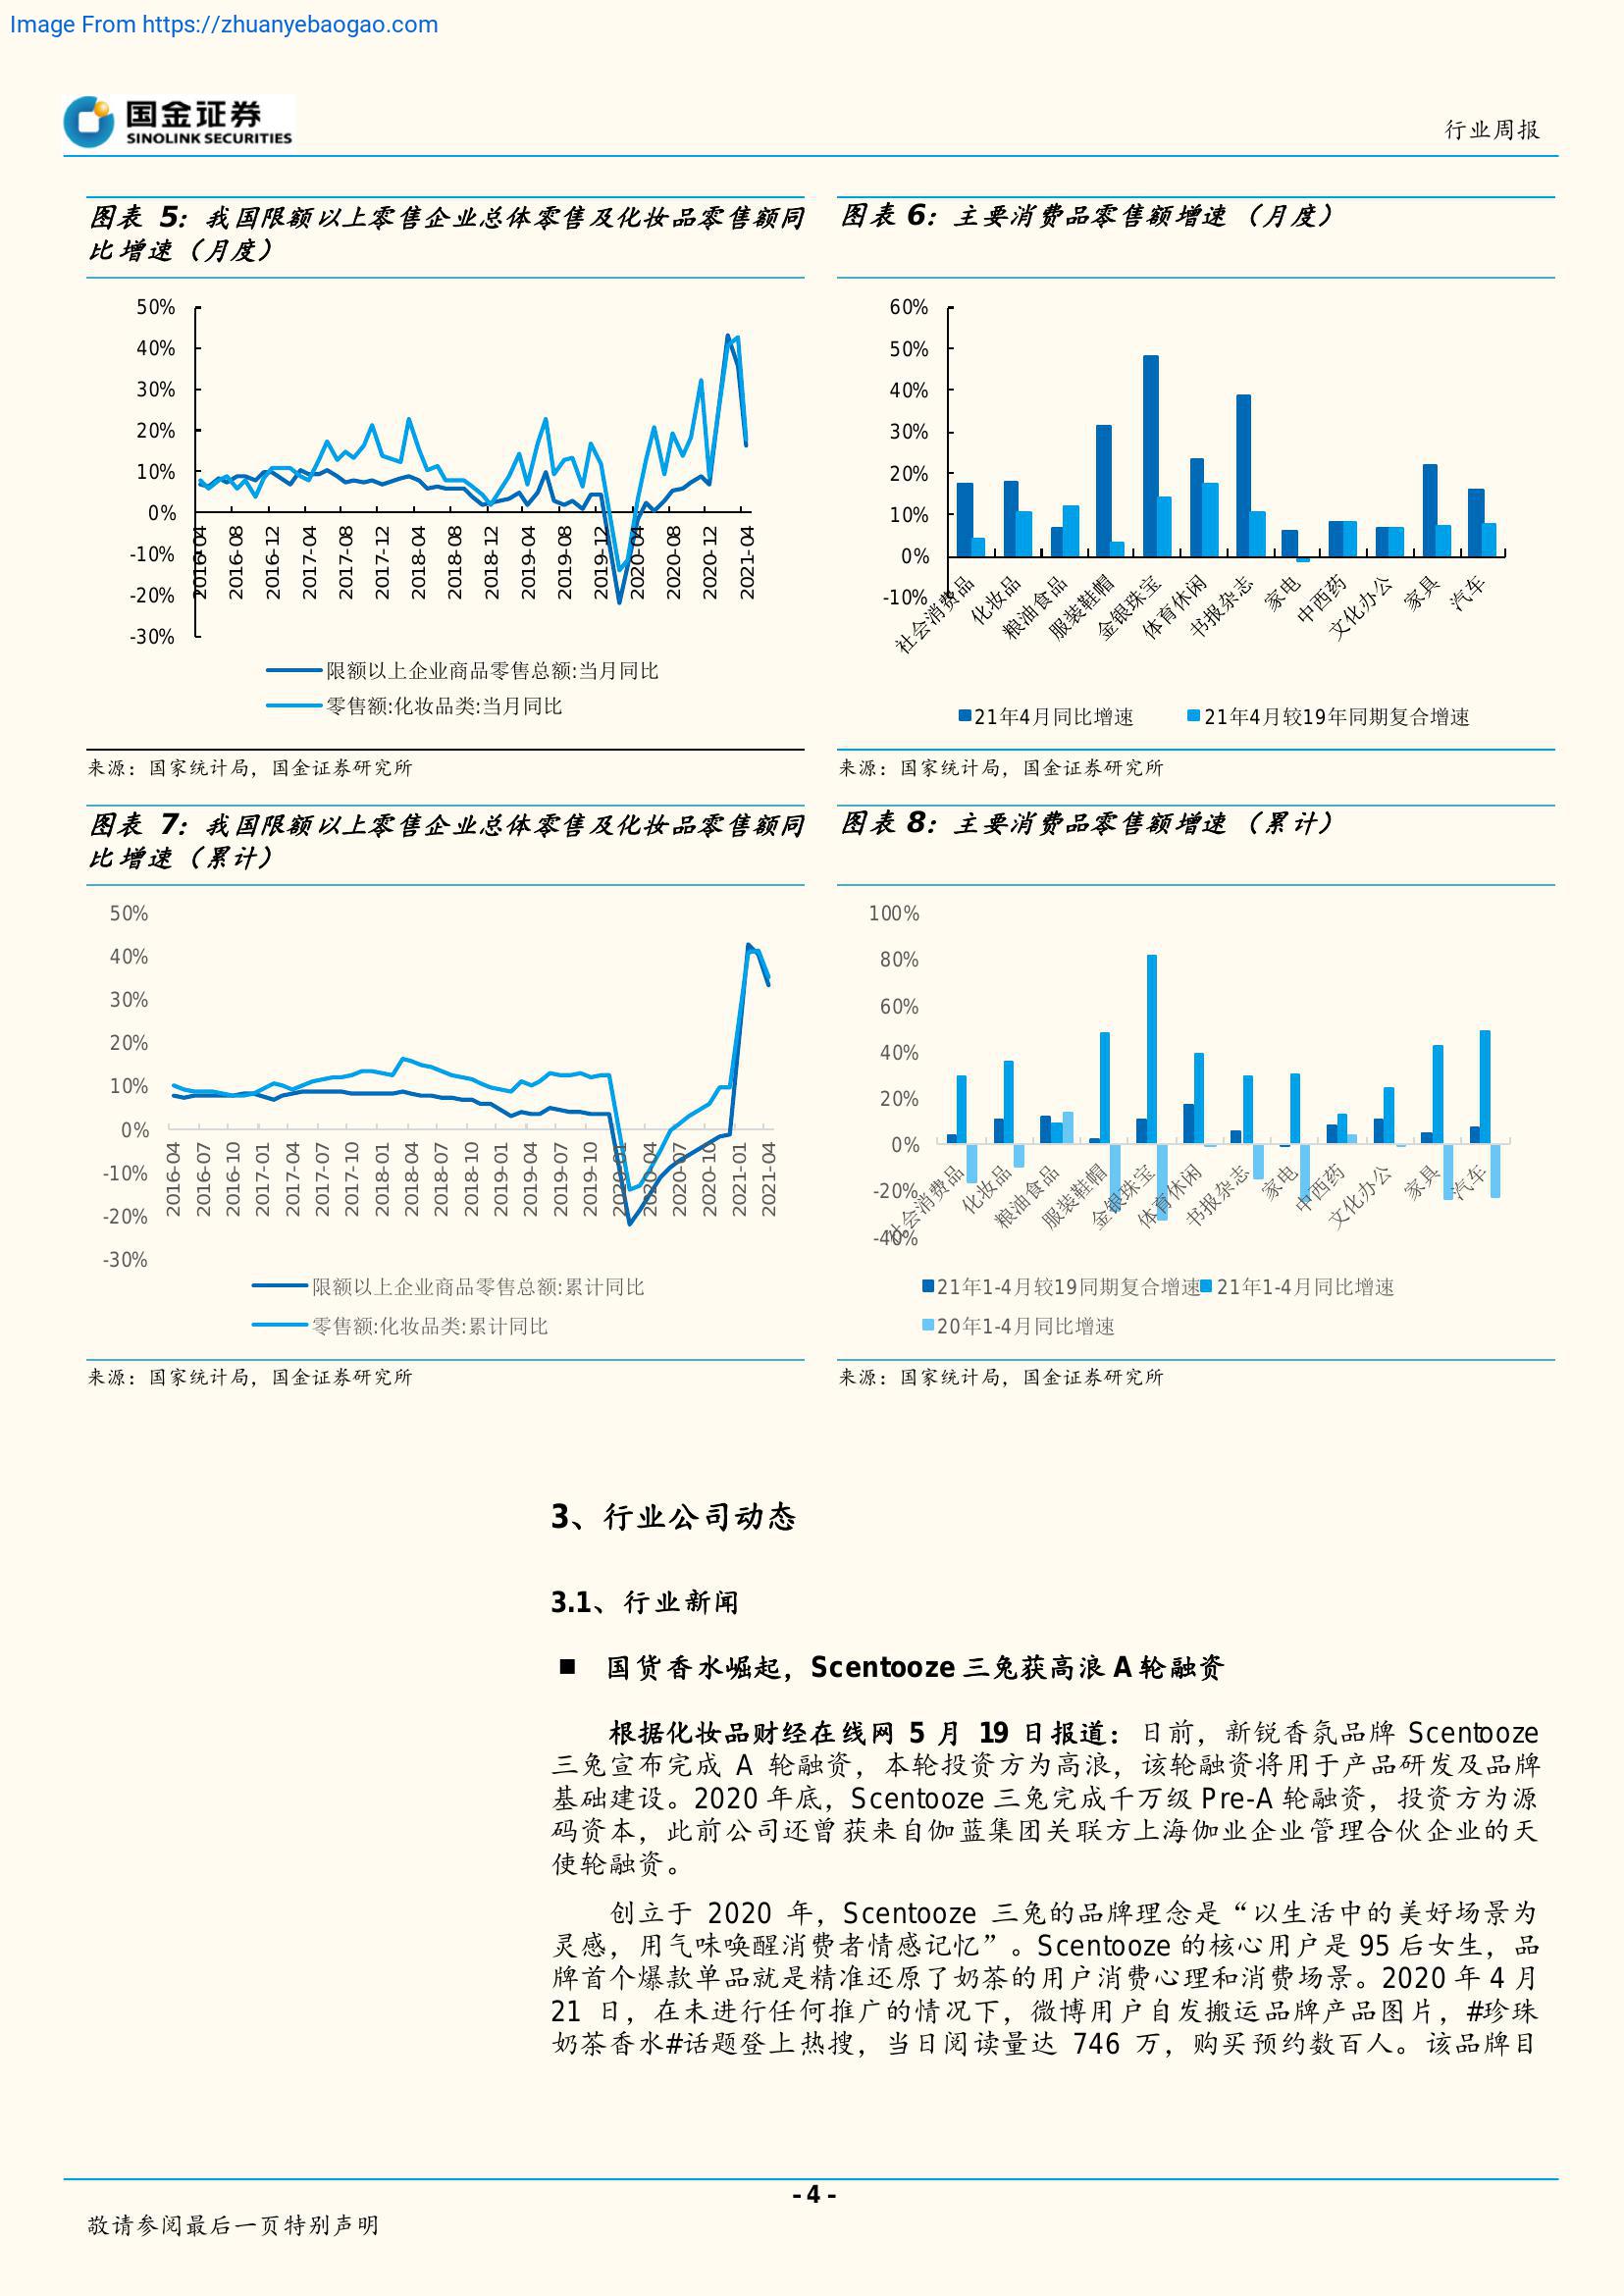 Image From https://zhuanyebaogao.com
国金证券
SINOLINK SECURITIES
行业周报
图表 5：我国限额以上零售企业总体零售及化妆品零售额同
比增速（月度）
50%
40%
30%
20%
10%
0%
-10%
-20%
-30%
2016-04
2016-08
2016-12
2017-04
2017-08
2017-12
2018-04
2018-08
2018-12
2019-04
2019-08
2019-12
2020-04
2020-08
2020-12
2021-04
限额以上企业商品零售总额:当月同比
零售额:化妆品类:当月同比
来源：国家统计局，国金证券研究所
图表 6：主要消费品零售额增速（月度）
60%
50%
40%
30%
20%
10%
0%
-10%
社会消费品
化妆品
粮油食品
服装鞋帽
金银珠宝
体育休闲
书报杂志
家电
中西药
文化办公
家具
汽车
21年4月同比增速
21年4月较19年同期复合增速
来源：国家统计局，国金证券研究所
图表 7：我国限额以上零售企业总体零售及化妆品零售额同
比增速（累计）
50%
40%
30%
20%
10%
0%
-10%
-20%
-30%
2016-04
2016-07
2016-10
2017-01
2017-04
2017-07
2017-10
2018-01
2018-04
2018-07
2018-10
2019-01
2019-04
2019-07
2019-10
2020-01
2020-04
2020-07
2020-10
2021-01
2021-04
限额以上企业商品零售总额:累计同比
零售额:化妆品类:累计同比
来源：国家统计局，国金证券研究所
图表 8：主要消费品零售额增速（累计）
100%
80%
60%
40%
20%
0%
-20%
-40%
社会消费品
化妆品
粮油食品
服装鞋帽
金银珠宝
体育休闲
书报杂志
家电
中西药
文化办公
家具
汽车
21年1-4月较19同期复合增速
21年1-4月同比增速
20年1-4月同比增速
来源：国家统计局，国金证券研究所
3、行业公司动态
3.1、行业新闻
■ 国货香水崛起，Scentooze 三兔获高浪 A 轮融资
根据化妆品财经在线网 5 月 19 日报道：日前，新锐香氛品牌 Scentooze
三兔宣布完成 A 轮融资，本轮投资方为高浪，该轮融资将用于产品研发及品牌
基础建设。2020 年底，Scentooze 三兔完成千万级 Pre-A 轮融资，投资方为源
码资本，此前公司还曾获来自伽蓝集团关联方上海伽业企业管理合伙企业的天
使轮融资。
创立于 2020 年，Scentooze 三兔的品牌理念是“以生活中的美好场景为
灵感，用气味唤醒消费者情感记忆”。Scentooze 的核心用户是 95 后女生，品
牌首个爆款单品就是精准还原了奶茶的用户消费心理和消费场景。2020 年 4 月
21 日，在未进行任何推广的情况下，微博用户自发搬运品牌产品图片，#珍珠
奶茶香水#话题登上热搜，当日阅读量达 746 万，购买预约数百人。该品牌目
- 4 -
敬请参阅最后一页特别声明